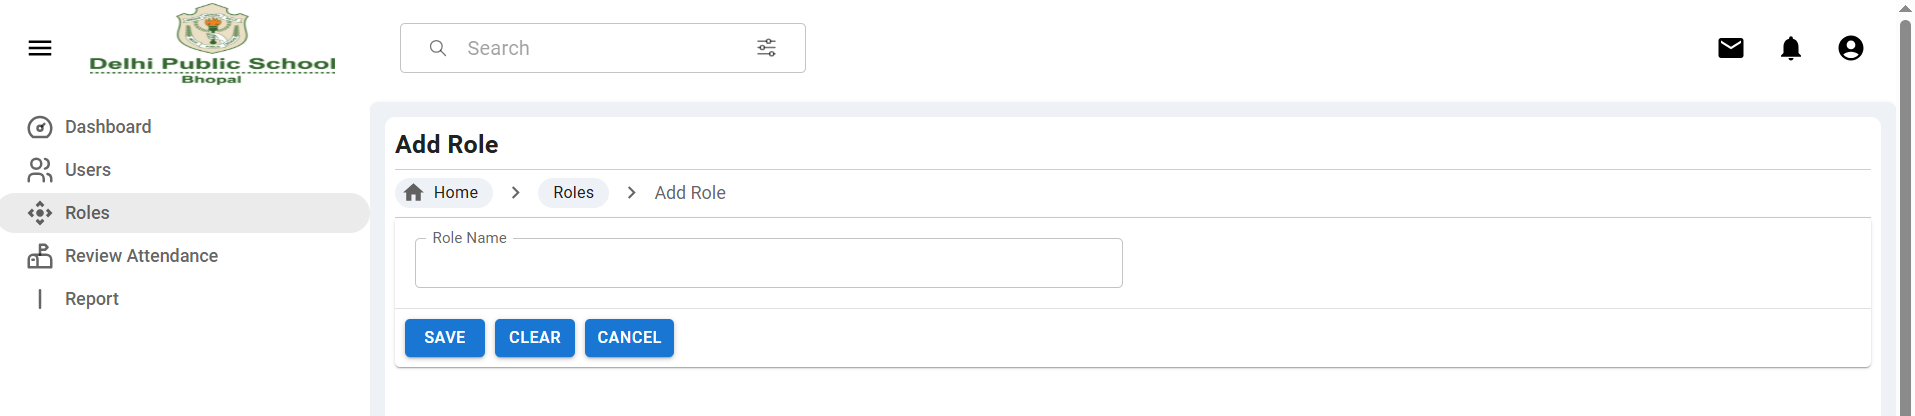 Delhi Public School
Bhopal
Search
Dashboard
Users
Roles
Review Attendance
Report
Add Role
Home > Roles > Add Role
Role Name
SAVE CLEAR CANCEL